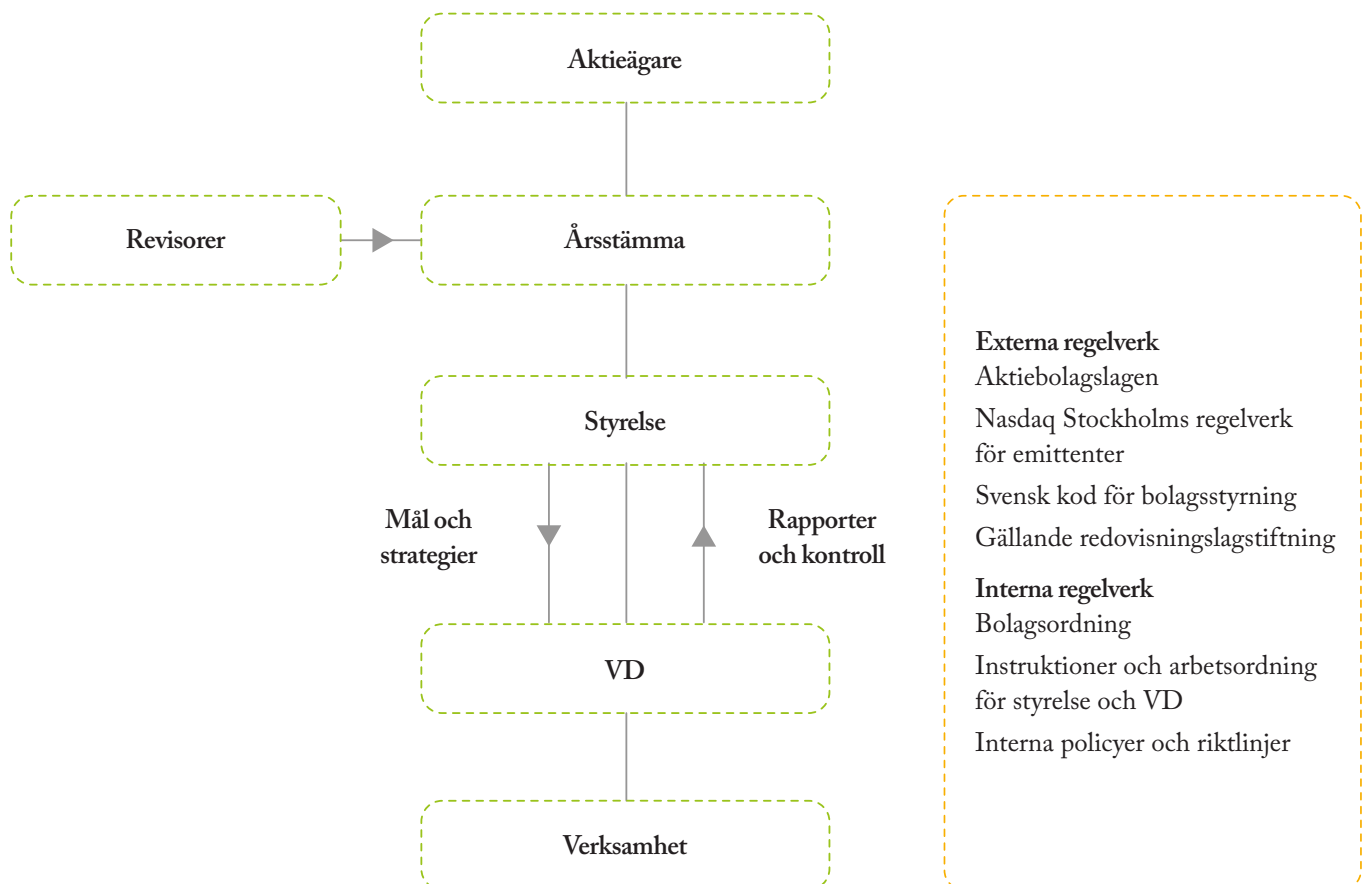 Aktieägare
Revisorer
Årsstämma
Styrelse
Mål och
strategier
Rapporter
och kontroll
VD
Verksamhet
Externa regelverk
Aktiebolagslagen
Nasdaq Stockholms regelverk
för emittenter
Svensk kod för bolagsstyrning
Gällande redovisningslagstiftning
Interna regelverk
Bolagsordning
Instruktioner och arbetsordning
för styrelse och VD
Interna policyer och riktlinjer